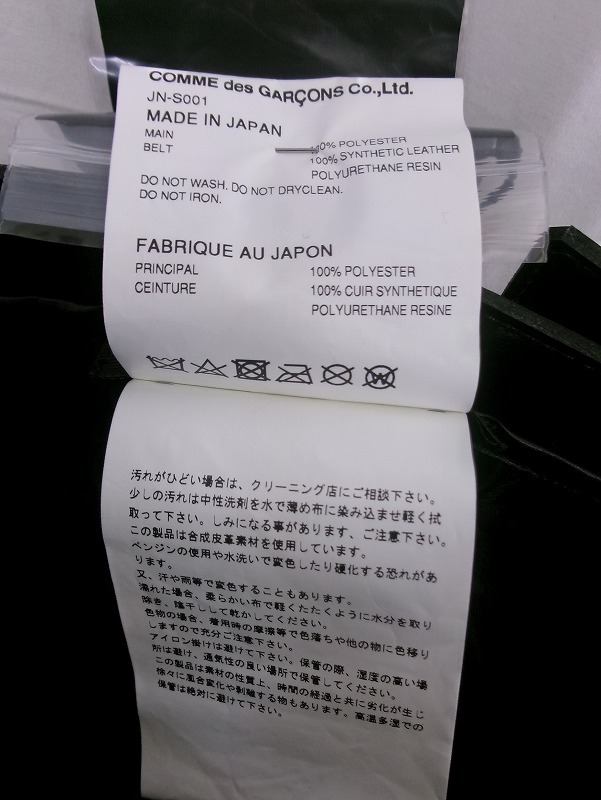 COMME des GARÇONS Co.,Ltd.
JN-S001
MADE IN JAPAN
MAIN 100% POLYESTER
BELT 100% SYNTHETIC LEATHER
POLYURETHANE RESIN
DO NOT WASH. DO NOT DRYCLEAN.
DO NOT IRON.
FABRIQUE AU JAPON
PRINCIPAL 100% POLYESTER
CEINTURE 100% CUIR SYNTHETIQUE
POLYURETHANE RESINE
汚れがひどい場合は、クリーニング店にご相談下さい。
少しの汚れは中性洗剤を水で薄め布に染み込ませ軽く拭
取って下さい。しみになる事があります、ご注意下さい。
この製品は合成皮革素材を使用しています。
ベンジンの使用や水洗いで変色したり硬化する恐れがあ
ります。
又、汗や雨等で変色することもあります。
濡れた場合、柔らかい布で軽くたたくように水分を取り
除き、陰干しして乾かしてください。
色物の場合、着用時の摩擦等で色落ちや他の物に色移り
しますので充分ご注意下さい。
アイロン掛けは避けて下さい。保管の際、湿度の高い場
所は避け、通気性の良い場所で保管してください。
この製品は素材の性質上、時間の経過と共に劣化が生じ
徐々に風合変化や剥離する物もあります。高温多湿での
保管は絶対に避けて下さい。